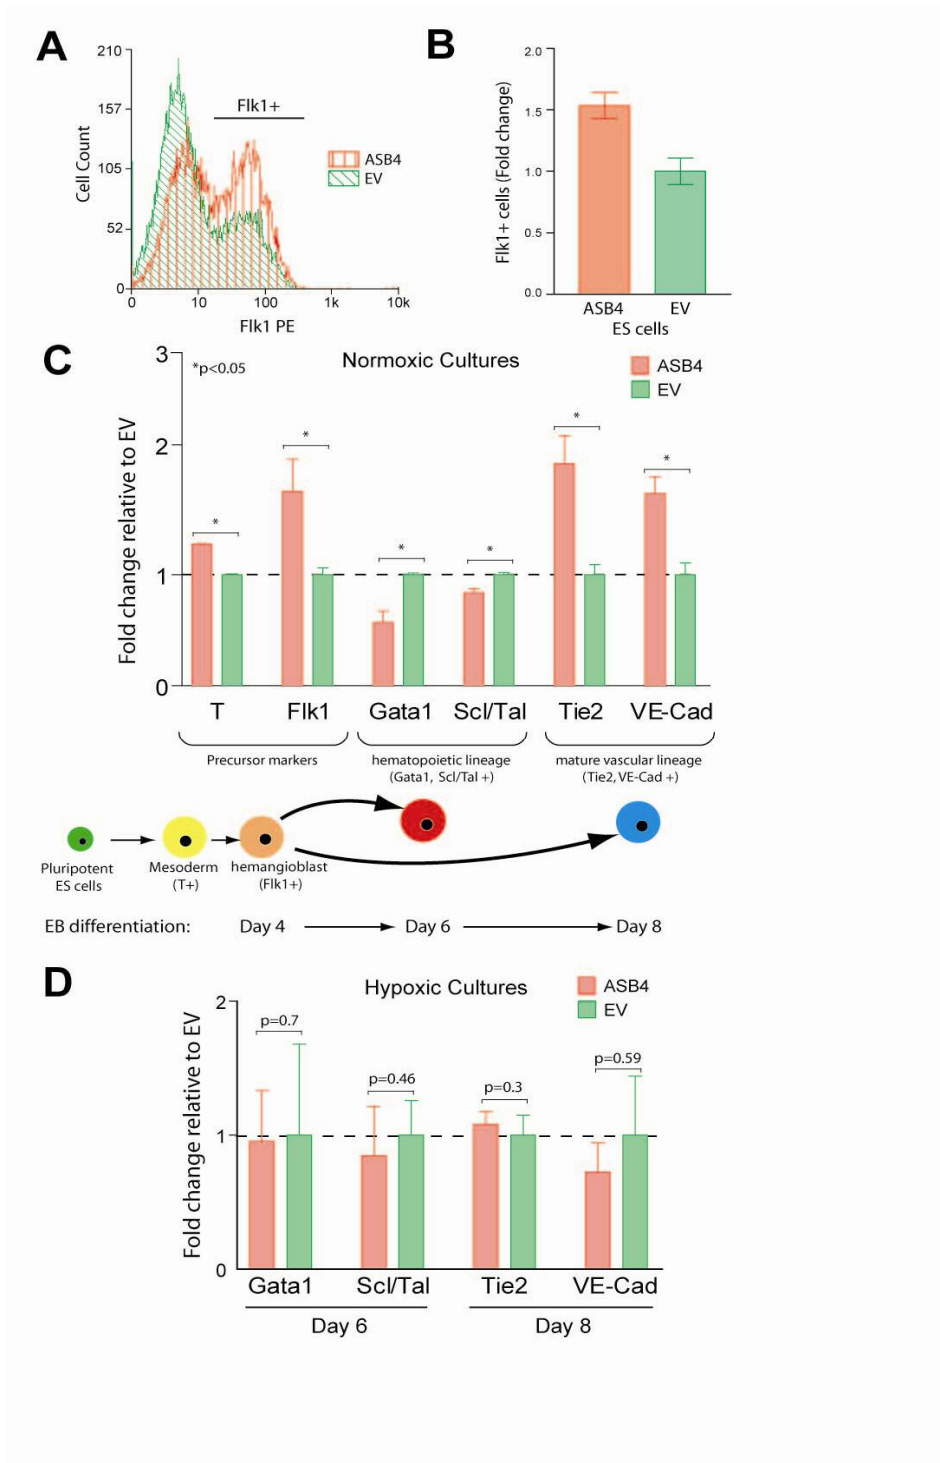 A
210
157
105
52
0
Cell Count
Flk1+
ASB4
EV
0 10 100 1k 10k
Flk1 PE
B
2.0
1.5
1.0
0.5
0.0
Flk1+ cells (Fold change)
ASB4 EV
ES cells
C
Normoxic Cultures
*p<0.05
ASB4
EV
3
2
1
0
Fold change relative to EV
* * * * * *
T Flk1 Gata1 Scl/Tal Tie2 VE-Cad
Precursor markers
hematopoietic lineage
(Gata1, Scl/Tal +)
mature vascular lineage
(Tie2, VE-Cad +)
Pluripotent
ES cells
Mesoderm
(T+)
hemangioblast
(Flk1+)
EB differentiation: Day 4 Day 6 Day 8
D
Hypoxic Cultures
ASB4
EV
2
1
0
Fold change relative to EV
p=0.7
p=0.46
p=0.3
p=0.59
Gata1 Scl/Tal Tie2 VE-Cad
Day 6 Day 8